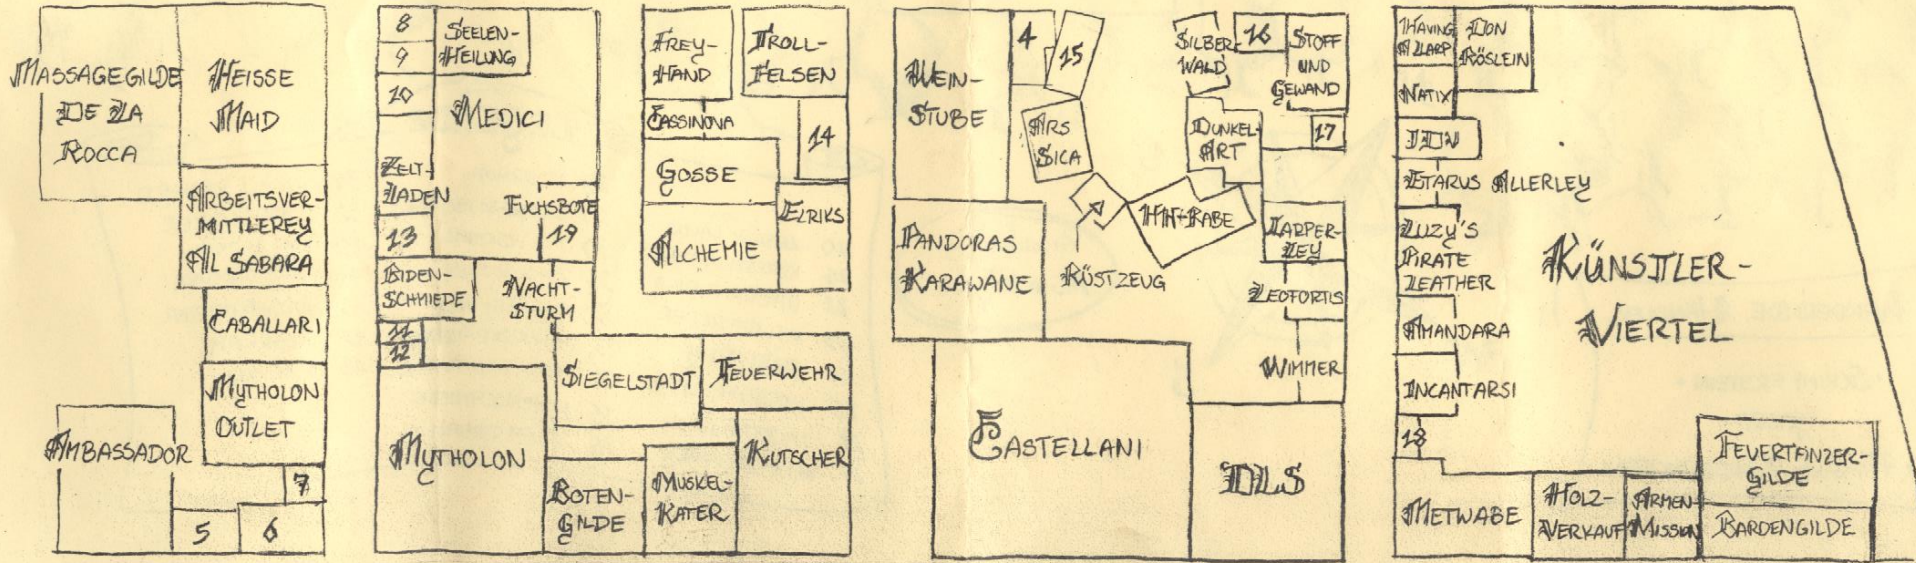 Massagegilde
de la
Rocca
Heisse
Maid
Arbeitsver-
mittlerey
Al Sabara
Caballari
Mytholon
Outlet
Ambassador
7
5
6
8
9
10
Seelen-
Heilung
Medici
Zelt-
Laden
Fuchsbote
13
19
Biden-
schmiede
Nacht-
sturm
11
12
Mytholon
Siegelstadt
Feuerwehr
Boten-
gilde
Muskel-
kater
Kutscher
Frey-
hand
Troll-
felsen
Cassinova
14
Gosse
Elriks
Alchemie
Wein-
stube
4
15
Ars
Sica
Pandoras
Karawane
Rüstzeug
Castellani
DLS
Silber
Wald
16
Stoff
und
Gewand
Dunkel-
Art
17
HH+Rabe
Larper-
ley
Leofortis
Wimmer
Having
A Larp
Don
Röslein
Natix
IDW
Etarus Allerley
Luzy's
Pirate
Leather
Amandara
Incantarsi
18
Künstler-
Viertel
Metwabe
Holz-
verkauf
Armen-
Mission
Feuertänzer-
gilde
Bardengilde